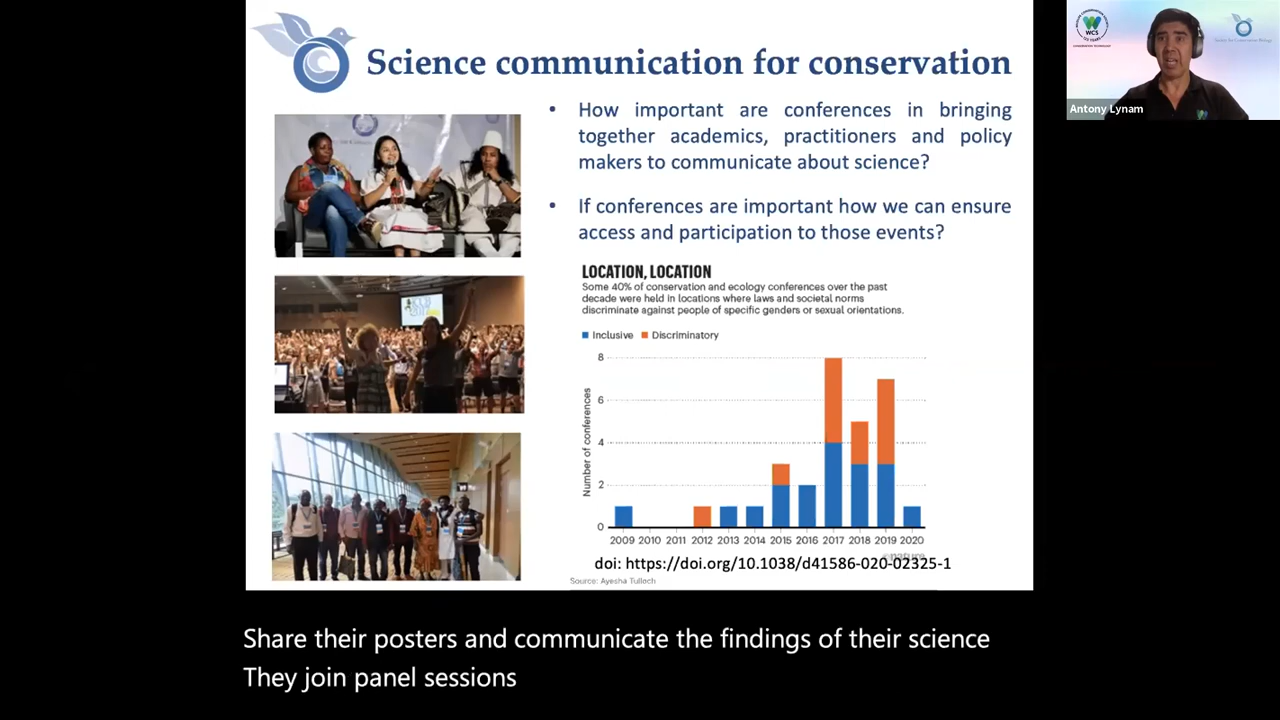 Science communication for conservation
• How important are conferences in bringing
together academics, practitioners and policy
makers to communicate about science?
• If conferences are important how we can ensure
access and participation to those events?
LOCATION, LOCATION
Some 40% of conservation and ecology conferences over the past
decade were held in locations where laws and societal norms
discriminate against people of specific genders or sexual orientations.
Inclusive Discriminatory
Number of conferences
8
6
4
2
0
2009 2010 2011 2012 2013 2014 2015 2016 2017 2018 2019 2020
©nature
doi: https://doi.org/10.1038/d41586-020-02325-1
Source: Ayesha Tulloch
WCS
Antony Lynam
Share their posters and communicate the findings of their science
They join panel sessions